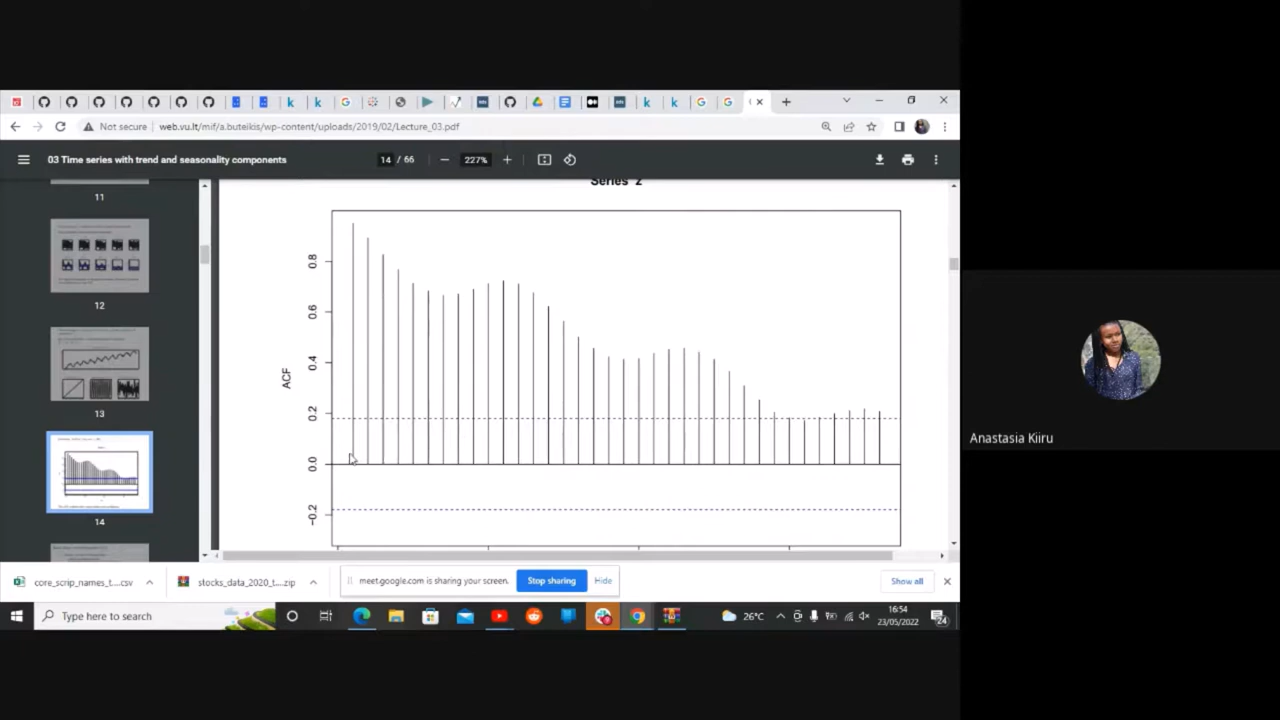 Not secure
web.vu.lt/mif/a.buteikis/wp-content/uploads/2019/02/Lecture_03.pdf
03 Time series with trend and seasonality components
14 / 66
227%
11
12
13
14
Series z
ACF
0.8
0.6
0.4
0.2
0.0
−0.2
Anastasia Kiiru
core_scrip_names_t....csv
stocks_data_2020_t....zip
meet.google.com is sharing your screen.
Stop sharing
Hide
Show all
Type here to search
26°C
16:54
23/05/2022
24